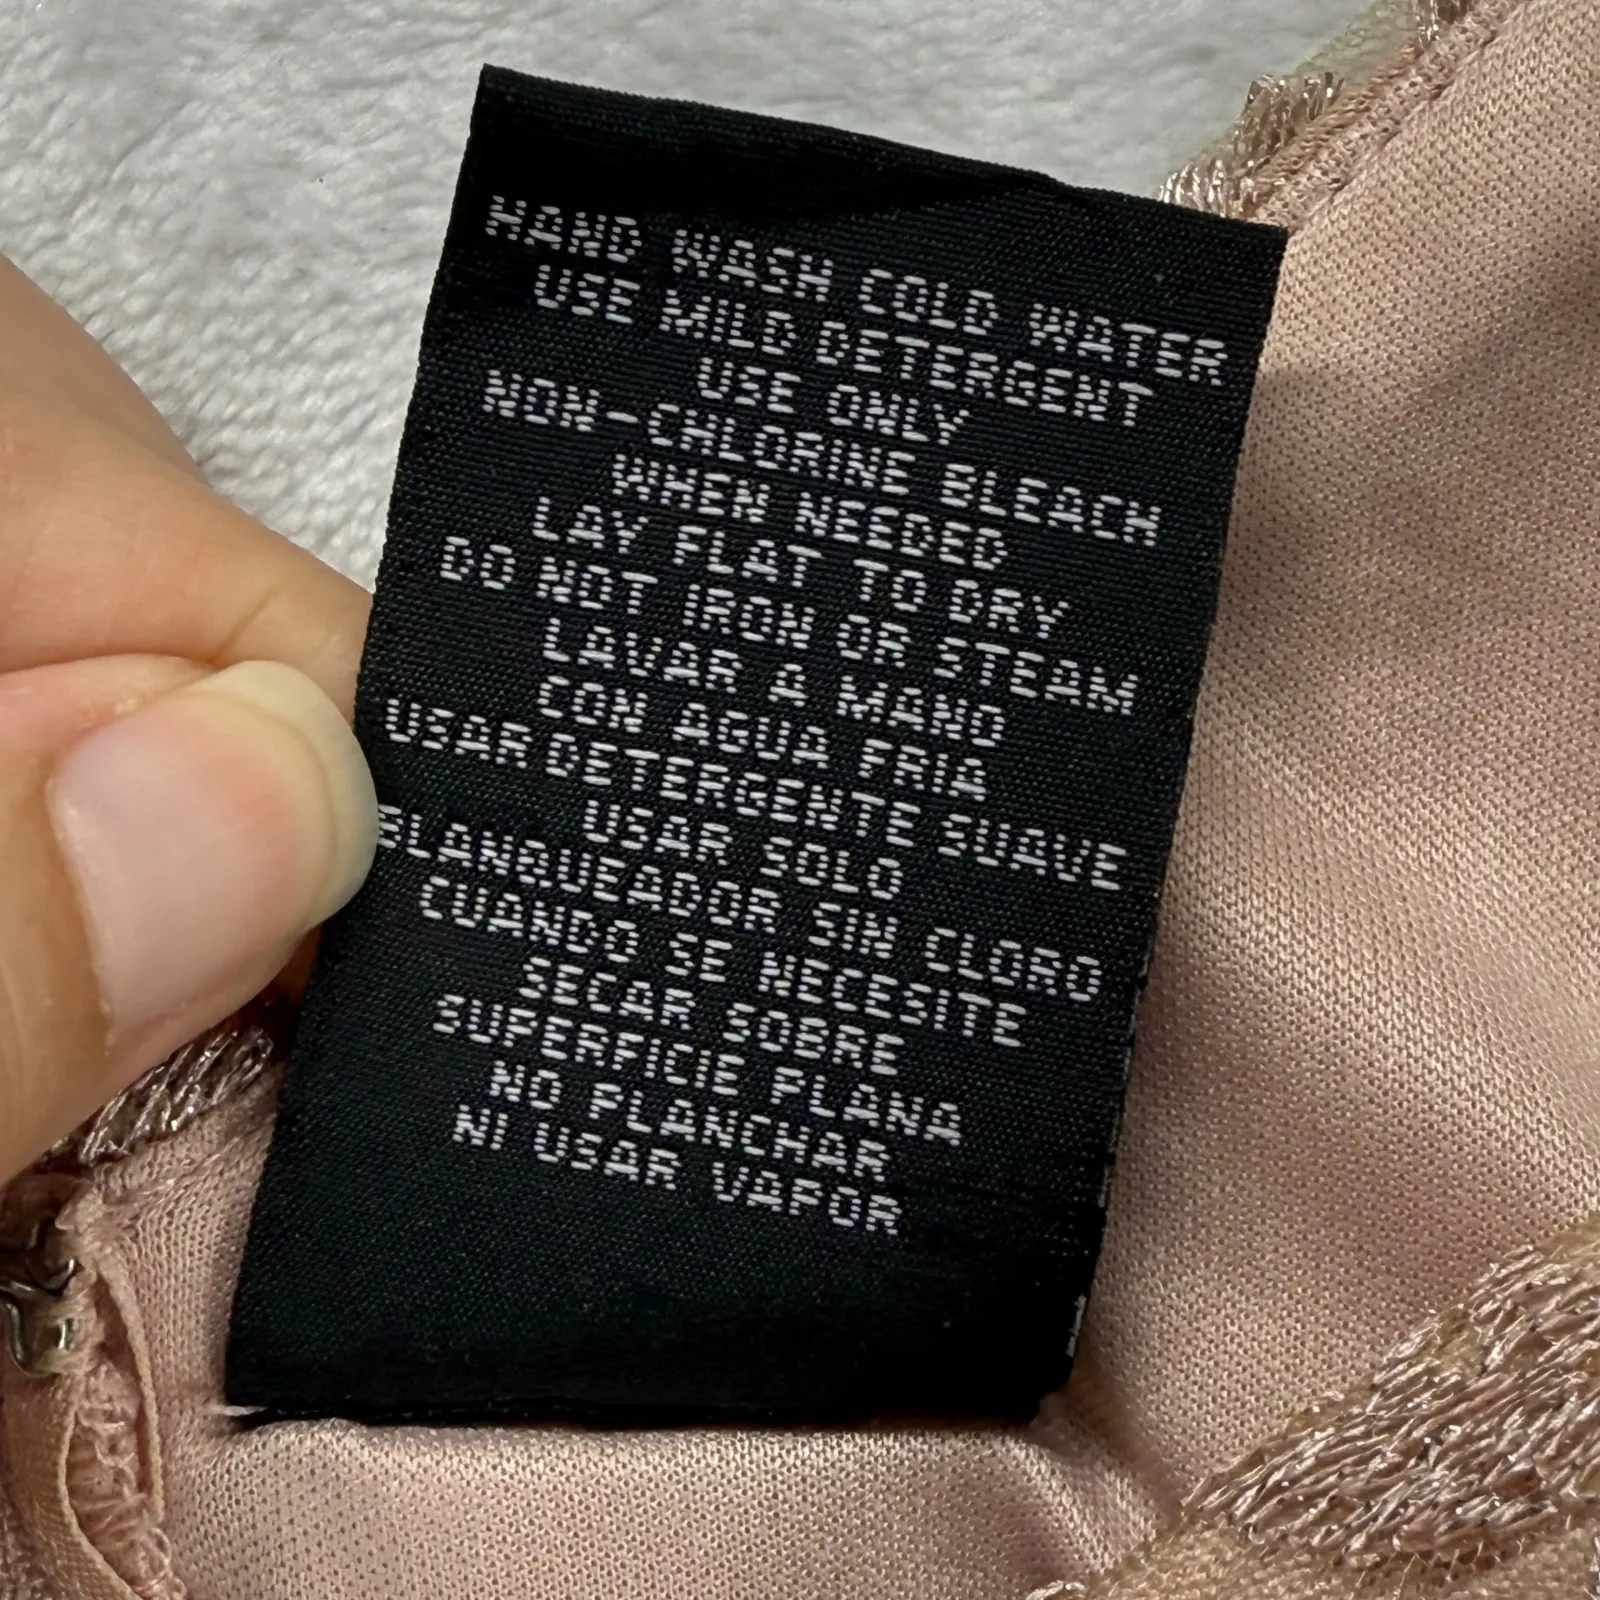 HAND WASH COLD WATER
USE MILD DETERGENT
USE ONLY
NON-CHLORINE BLEACH
WHEN NEEDED
LAY FLAT TO DRY
DO NOT IRON OR STEAM
LAVAR A MANO
CON AGUA FRIA
USAR DETERGENTE SUAVE
USAR SOLO
BLANQUEADOR SIN CLORO
CUANDO SE NECESITE
SECAR SOBRE
SUPERFICIE PLANA
NO PLANCHAR
NI USAR VAPOR